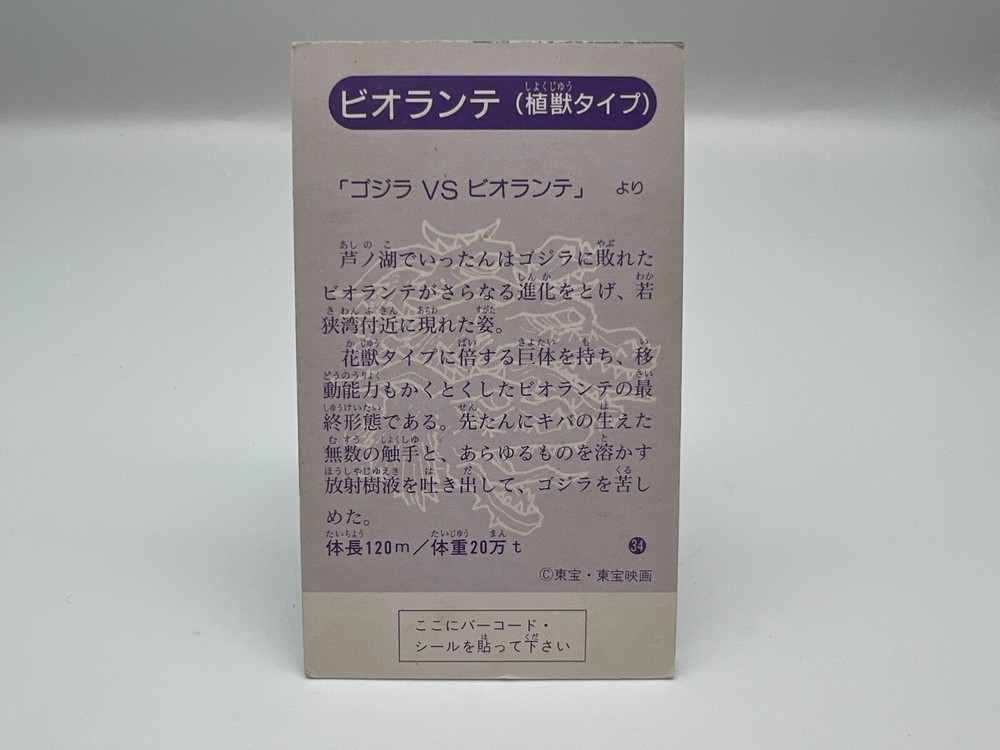 ビオランテ（植獣タイプ）
「ゴジラ VS ビオランテ」 より
芦ノ湖でいったんはゴジラに敗れた
ビオランテがさらなる進化をとげ、若
狭湾付近に現れた姿。
花獣タイプに倍する巨体を持ち、移
動能力もかくとくしたビオランテの最
終形態である。先たんにキバの生えた
無数の触手と、あらゆるものを溶かす
放射樹液を吐き出して、ゴジラを苦し
めた。
体長120m／体重20万t
34
©東宝・東宝映画
ここにバーコード・
シールを貼って下さい